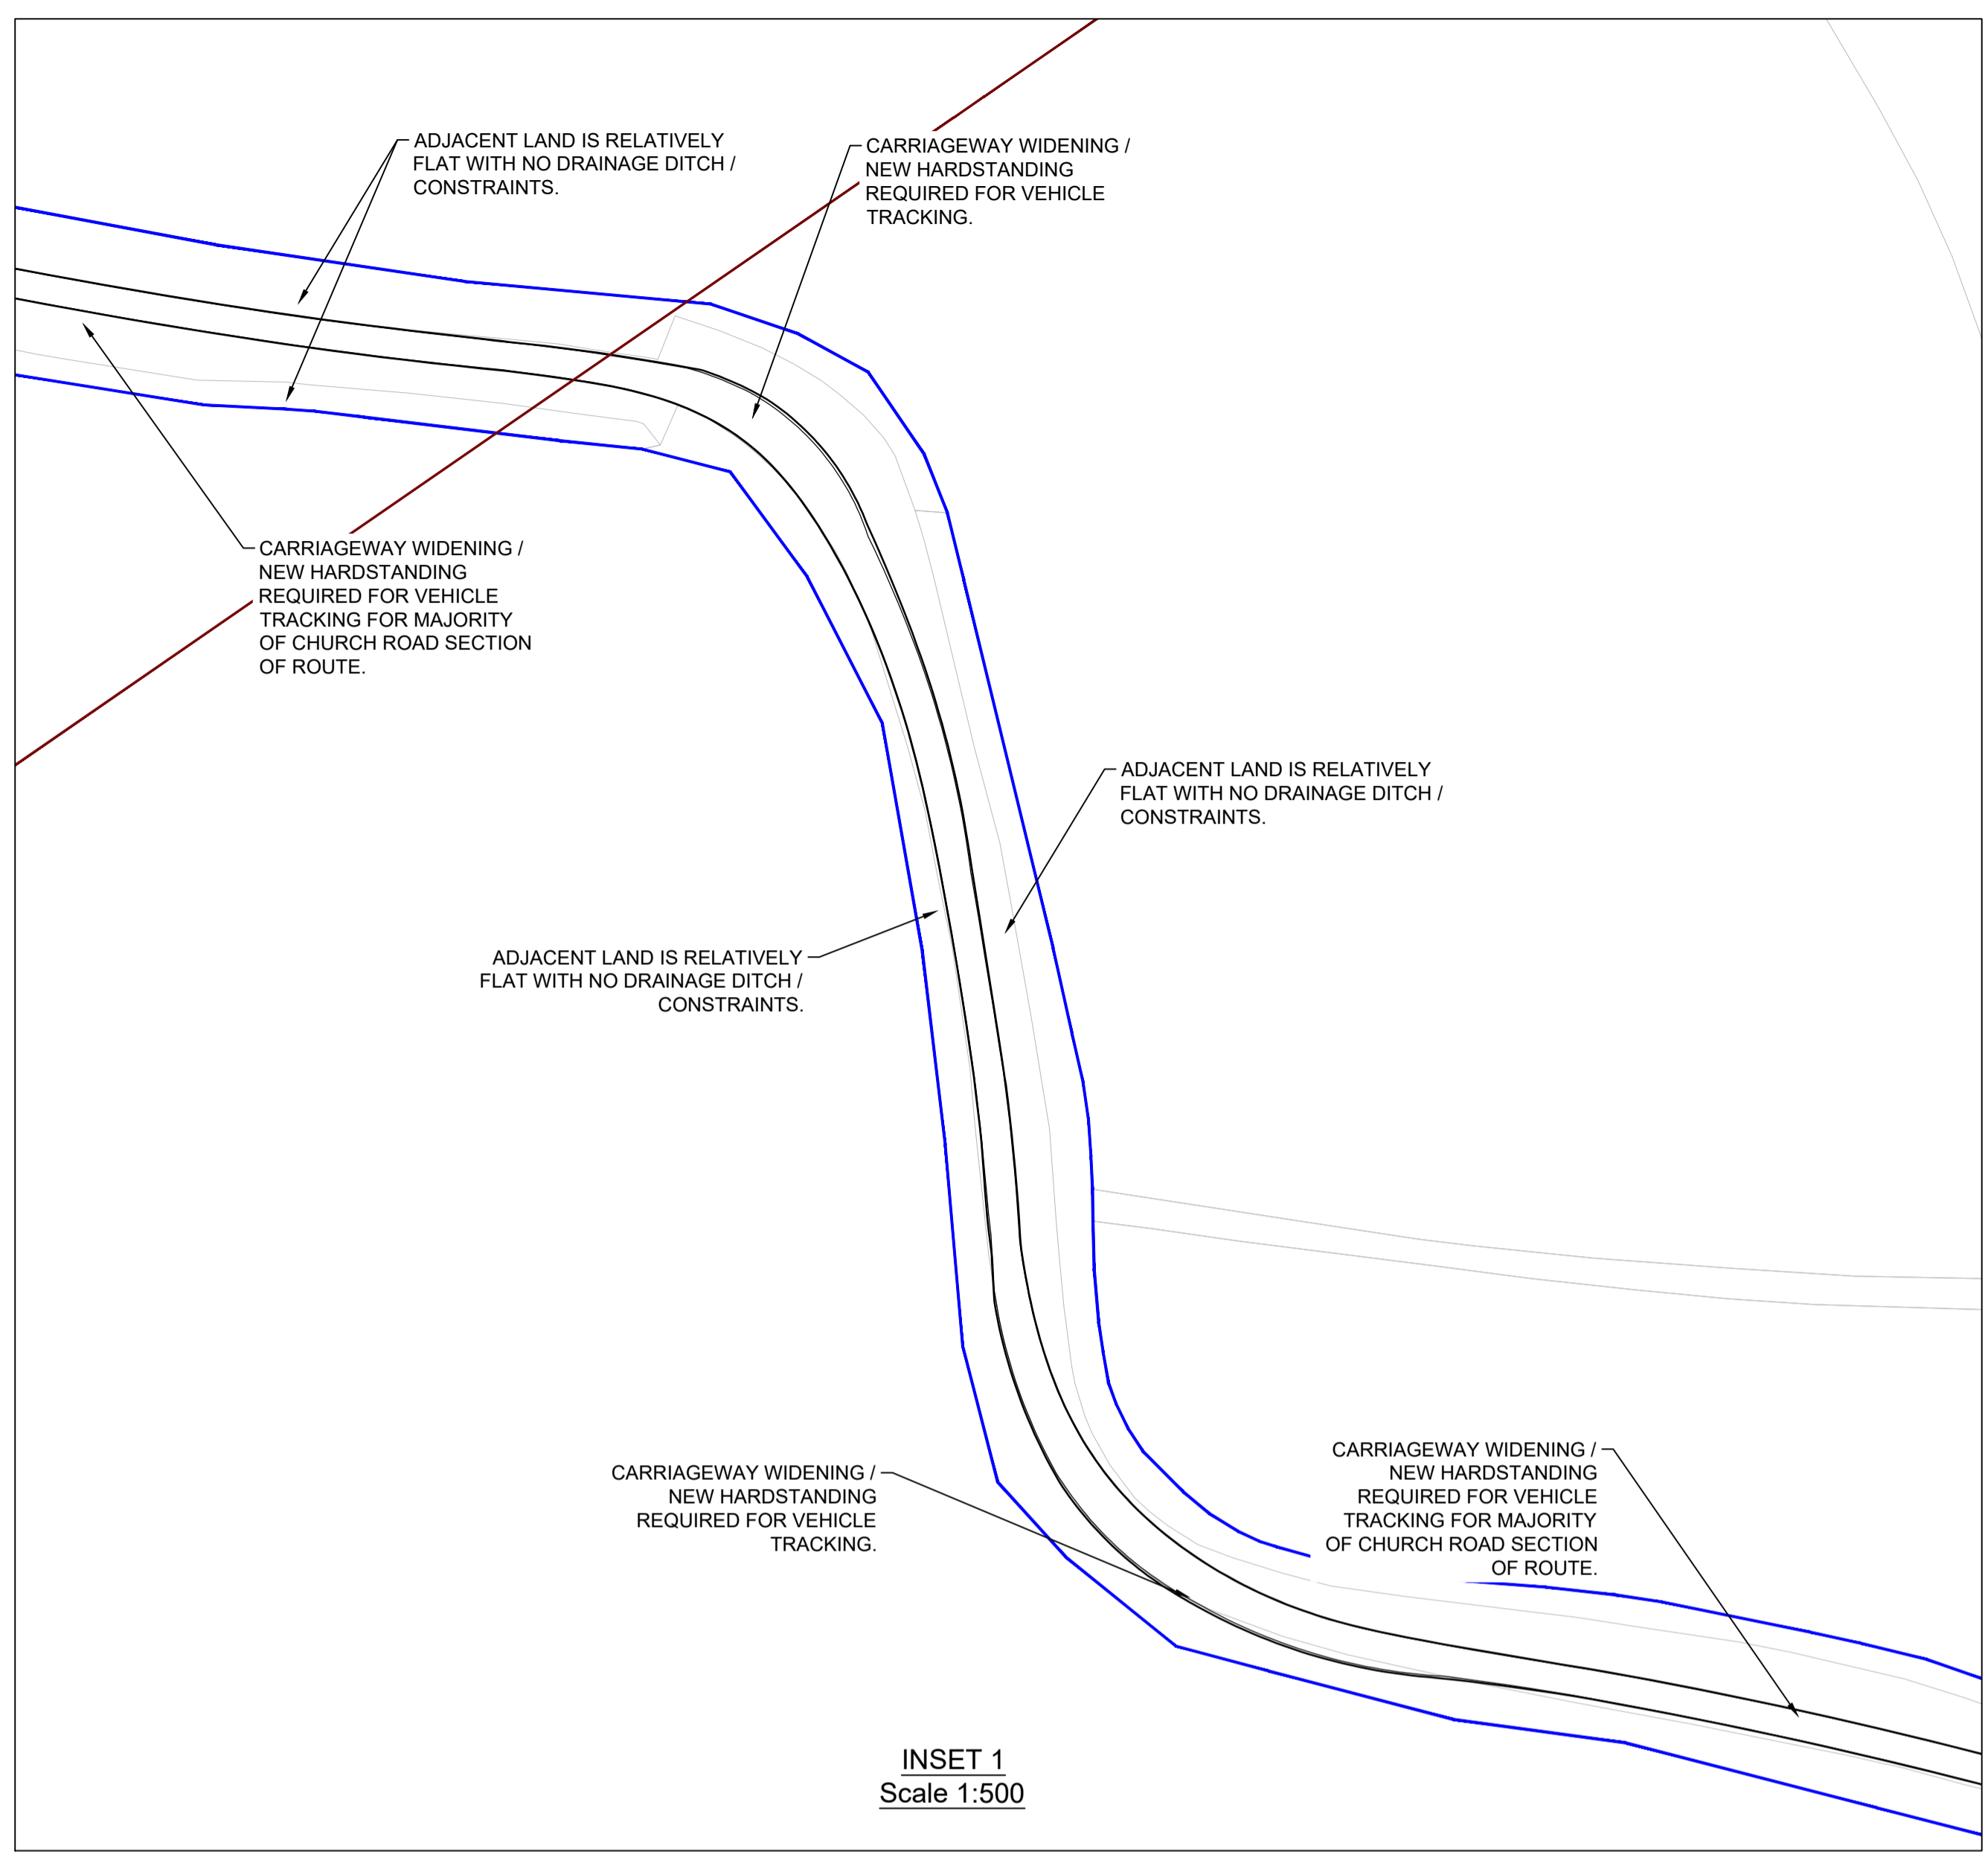 ADJACENT LAND IS RELATIVELY
FLAT WITH NO DRAINAGE DITCH /
CONSTRAINTS.
CARRIAGEWAY WIDENING /
NEW HARDSTANDING
REQUIRED FOR VEHICLE
TRACKING.
CARRIAGEWAY WIDENING /
NEW HARDSTANDING
REQUIRED FOR VEHICLE
TRACKING FOR MAJORITY
OF CHURCH ROAD SECTION
OF ROUTE.
ADJACENT LAND IS RELATIVELY
FLAT WITH NO DRAINAGE DITCH /
CONSTRAINTS.
ADJACENT LAND IS RELATIVELY
FLAT WITH NO DRAINAGE DITCH /
CONSTRAINTS.
CARRIAGEWAY WIDENING /
NEW HARDSTANDING
REQUIRED FOR VEHICLE
TRACKING.
CARRIAGEWAY WIDENING /
NEW HARDSTANDING
REQUIRED FOR VEHICLE
TRACKING FOR MAJORITY
OF CHURCH ROAD SECTION
OF ROUTE.
INSET 1
Scale 1:500